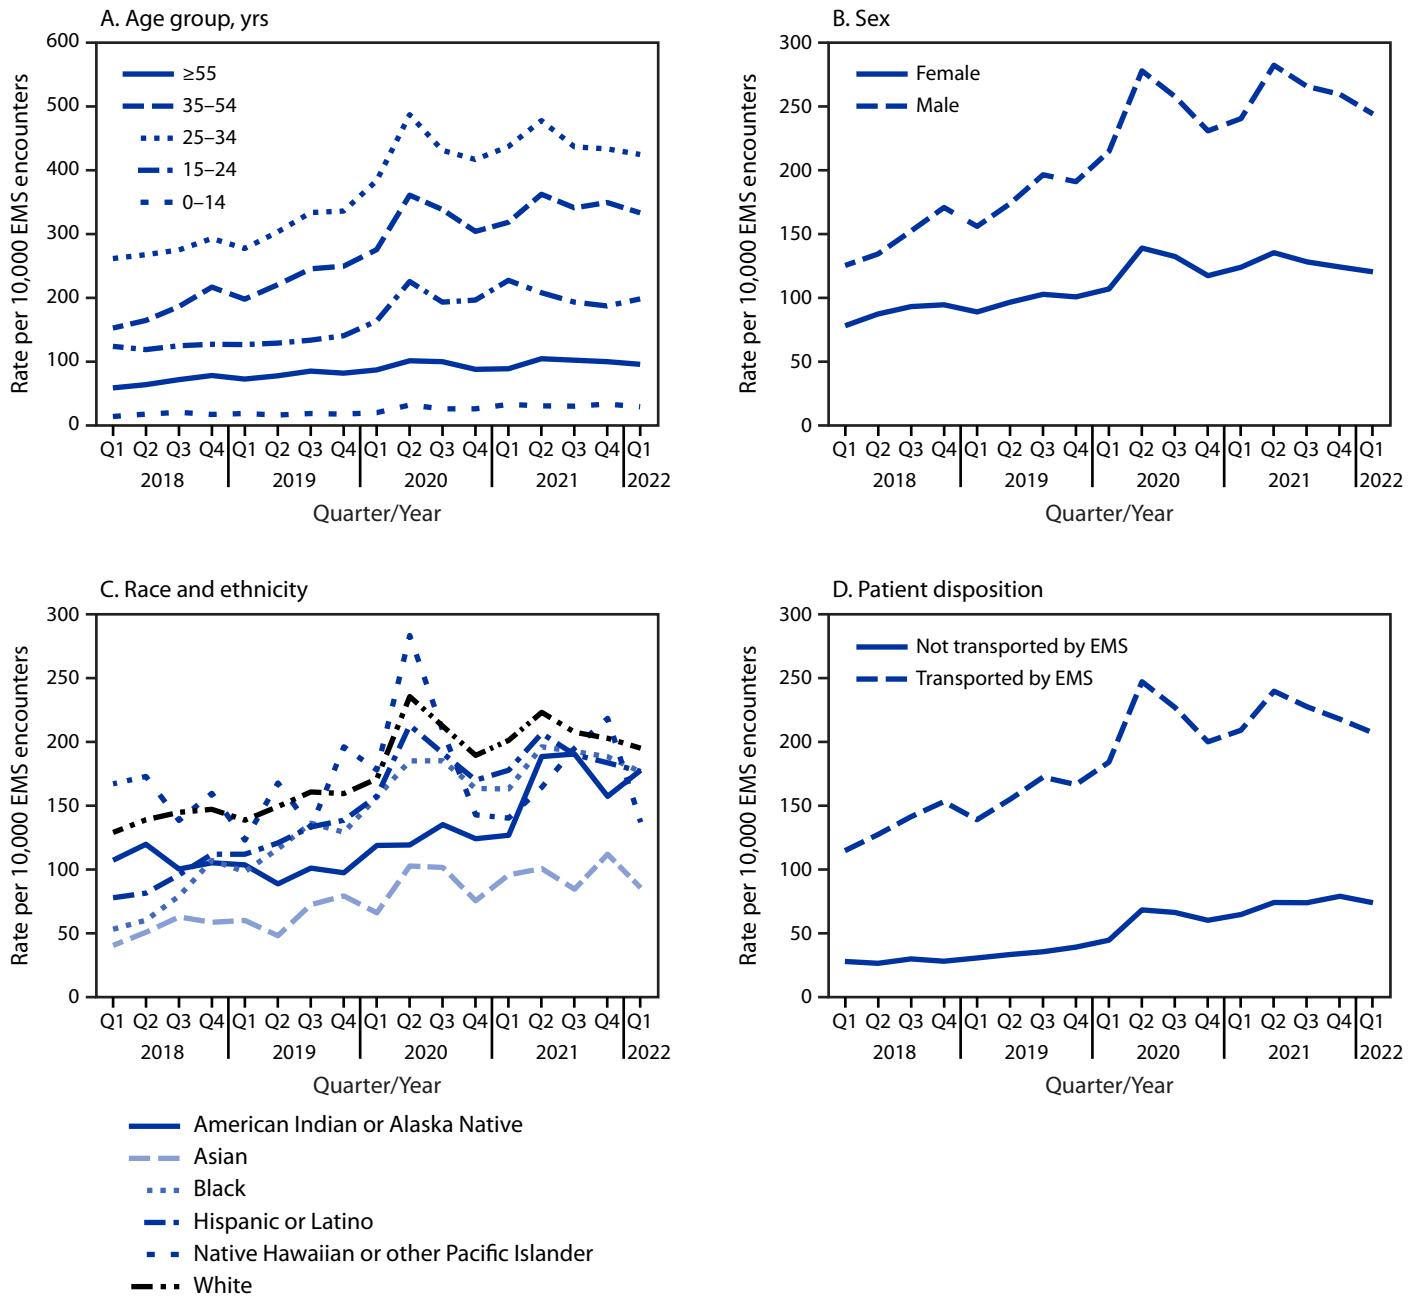 A. Age group, yrs
Rate per 10,000 EMS encounters
600
500
400
300
200
100
0
≥55
35–54
25–34
15–24
0–14
Q1 Q2 Q3 Q4 Q1 Q2 Q3 Q4 Q1 Q2 Q3 Q4 Q1 Q2 Q3 Q4 Q1
2018 2019 2020 2021 2022
Quarter/Year
B. Sex
Rate per 10,000 EMS encounters
300
250
200
150
100
50
0
Female
Male
Q1 Q2 Q3 Q4 Q1 Q2 Q3 Q4 Q1 Q2 Q3 Q4 Q1 Q2 Q3 Q4 Q1
2018 2019 2020 2021 2022
Quarter/Year
C. Race and ethnicity
Rate per 10,000 EMS encounters
300
250
200
150
100
50
0
Q1 Q2 Q3 Q4 Q1 Q2 Q3 Q4 Q1 Q2 Q3 Q4 Q1 Q2 Q3 Q4 Q1
2018 2019 2020 2021 2022
Quarter/Year
American Indian or Alaska Native
Asian
Black
Hispanic or Latino
Native Hawaiian or other Pacific Islander
White
D. Patient disposition
Rate per 10,000 EMS encounters
300
250
200
150
100
50
0
Not transported by EMS
Transported by EMS
Q1 Q2 Q3 Q4 Q1 Q2 Q3 Q4 Q1 Q2 Q3 Q4 Q1 Q2 Q3 Q4 Q1
2018 2019 2020 2021 2022
Quarter/Year